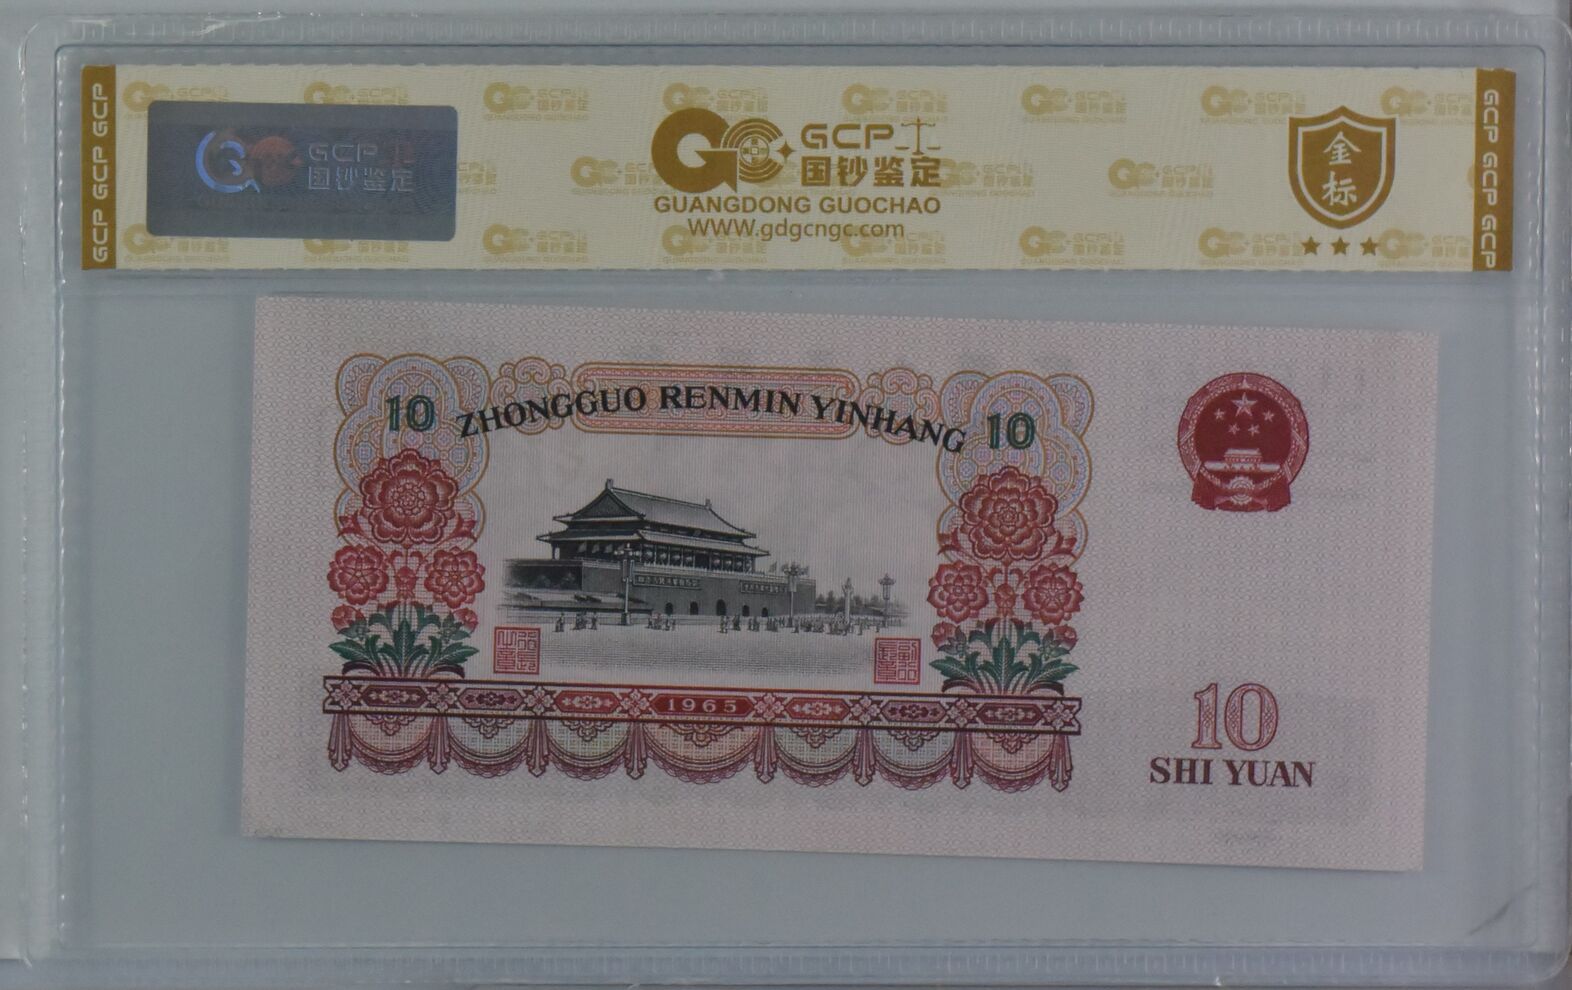 GCP GCP GCP
GCP
国钞鉴定
GCP
国钞鉴定
GUANGDONG GUOCHAO
WWW.gdgcngc.com
金标
GCP GCP GCP
10 ZHONGGUO RENMIN YINHANG 10
1965
10
SHI YUAN